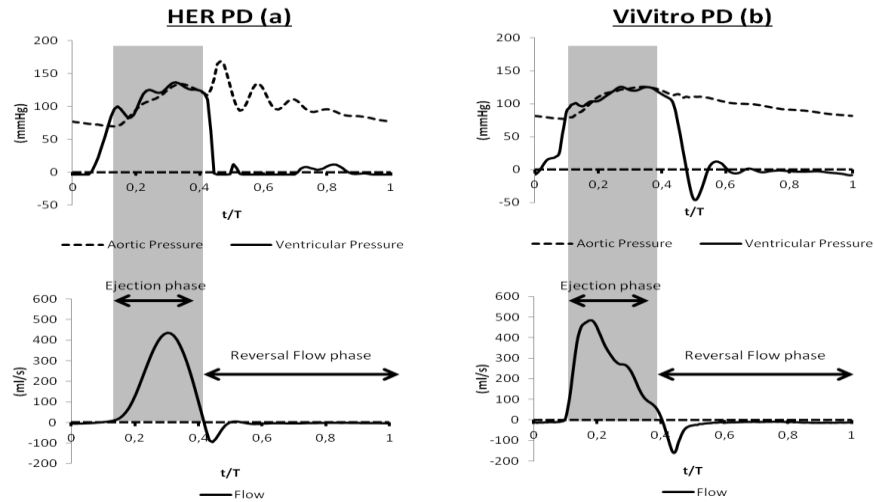 HER PD (a)
200
150
100
50
0
-50
(mmHg)
0
0,2
0,4
0,6
0,8
1
t/T
Aortic Pressure
Ventricular Pressure
600
500
400
300
200
100
0
-100
-200
(ml/s)
Ejection phase
Reversal Flow phase
0
0,2
0,4
0,6
0,8
1
t/T
Flow
ViVitro PD (b)
200
150
100
50
0
-50
(mmHg)
0
0,2
0,4
0,6
0,8
1
t/T
Aortic Pressure
Ventricular Pressure
600
500
400
300
200
100
0
-100
-200
(ml/s)
Ejection phase
Reversal Flow phase
0
0,2
0,4
0,6
0,8
1
t/T
Flow